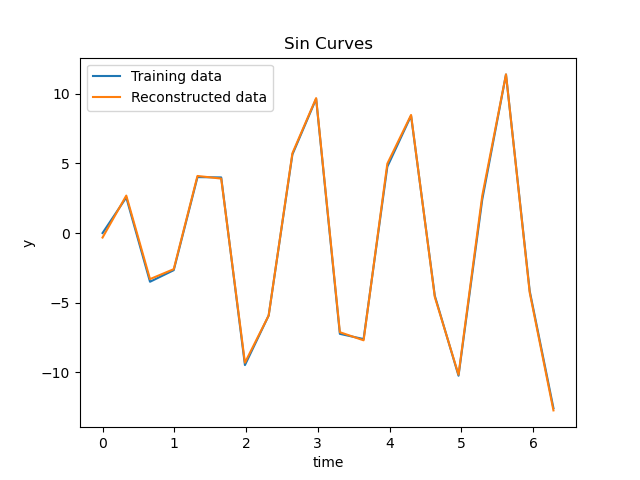 Sin Curves
Training data
Reconstructed data
10
5
0
−5
−10
y
0 1 2 3 4 5 6
time